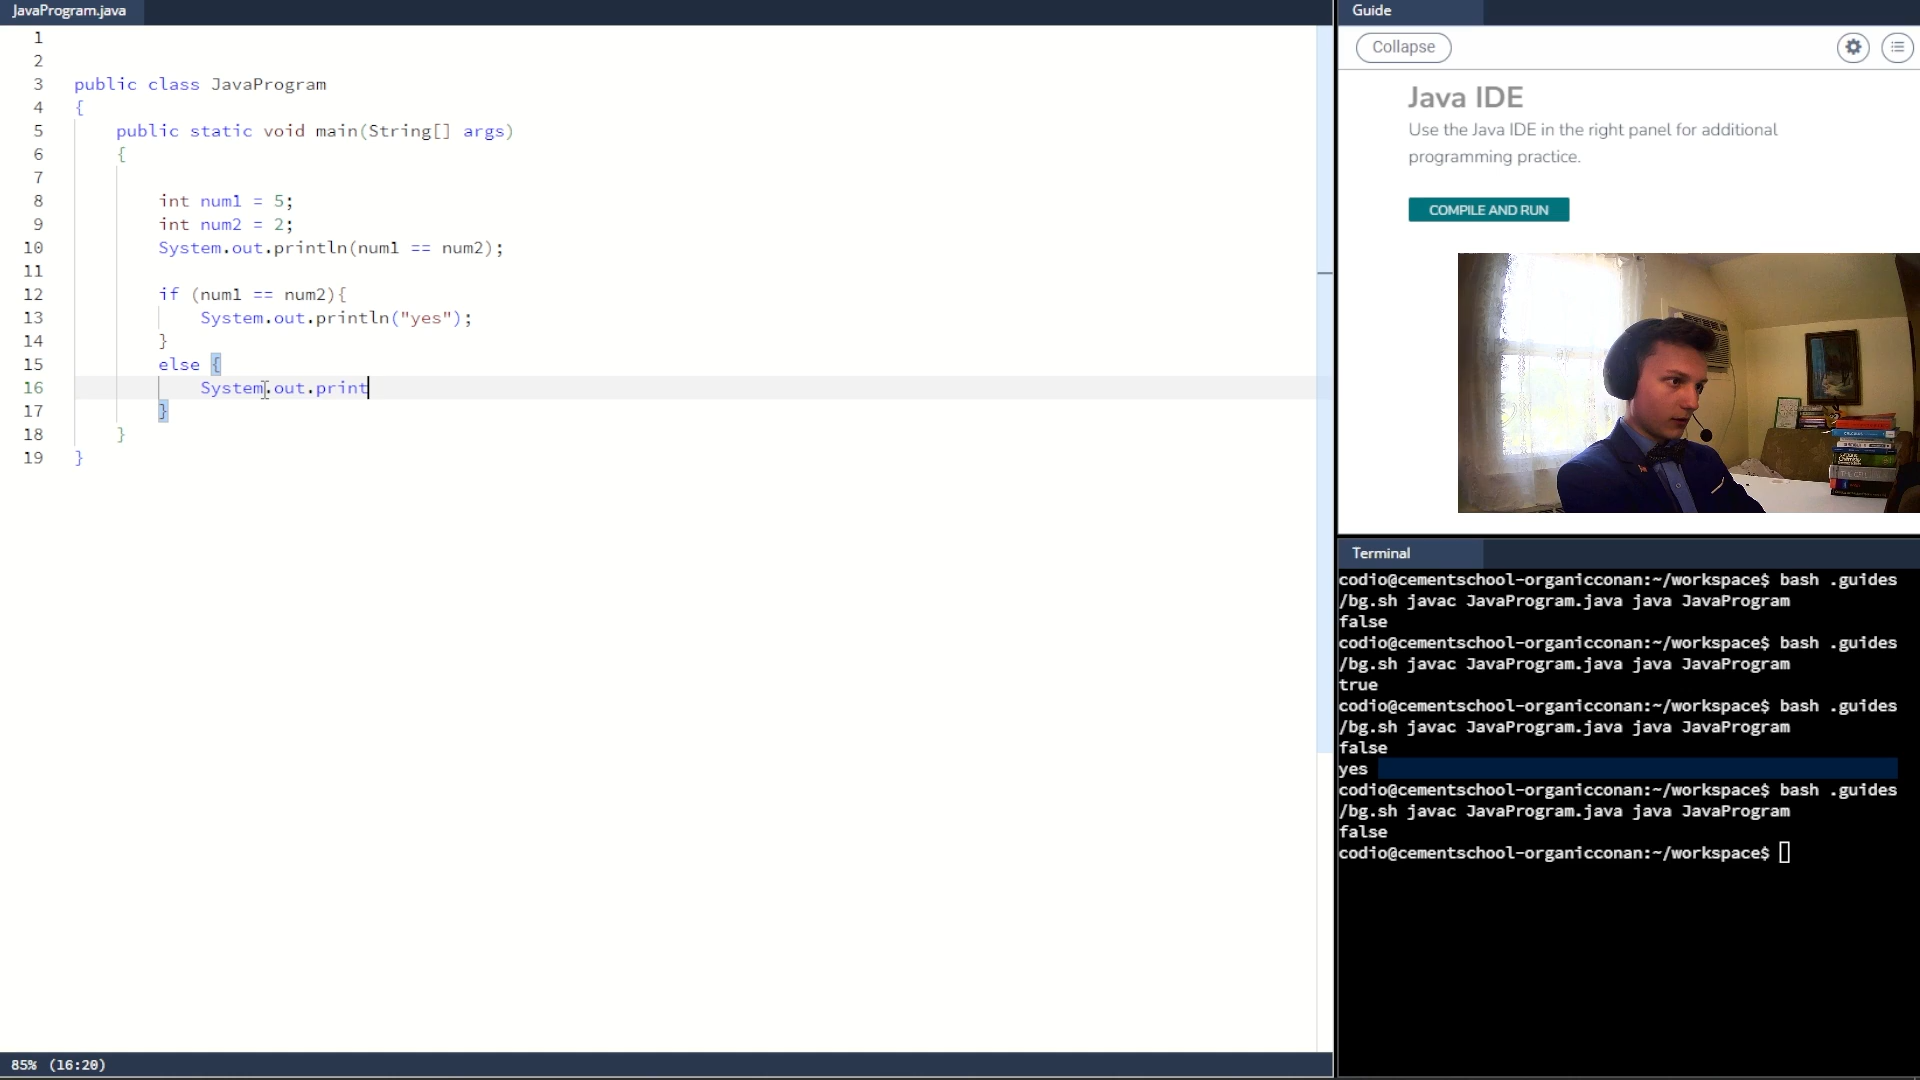 JavaProgram.java
1
2
3 public class JavaProgram
4 {
5 public static void main(String[] args)
6 {
7
8 int num1 = 5;
9 int num2 = 2;
10 System.out.println(num1 == num2);
11
12 if (num1 == num2){
13 System.out.println("yes");
14 }
15 else {
16 System.out.print
17 }
18 }
19 }
85% (16:20)
Guide
Collapse
Java IDE
Use the Java IDE in the right panel for additional
programming practice.
COMPILE AND RUN
Terminal
codio@cementschool-organicconan:~/workspace$ bash .guides
/bg.sh javac JavaProgram.java java JavaProgram
false
codio@cementschool-organicconan:~/workspace$ bash .guides
/bg.sh javac JavaProgram.java java JavaProgram
true
codio@cementschool-organicconan:~/workspace$ bash .guides
/bg.sh javac JavaProgram.java java JavaProgram
false
yes
codio@cementschool-organicconan:~/workspace$ bash .guides
/bg.sh javac JavaProgram.java java JavaProgram
false
codio@cementschool-organicconan:~/workspace$